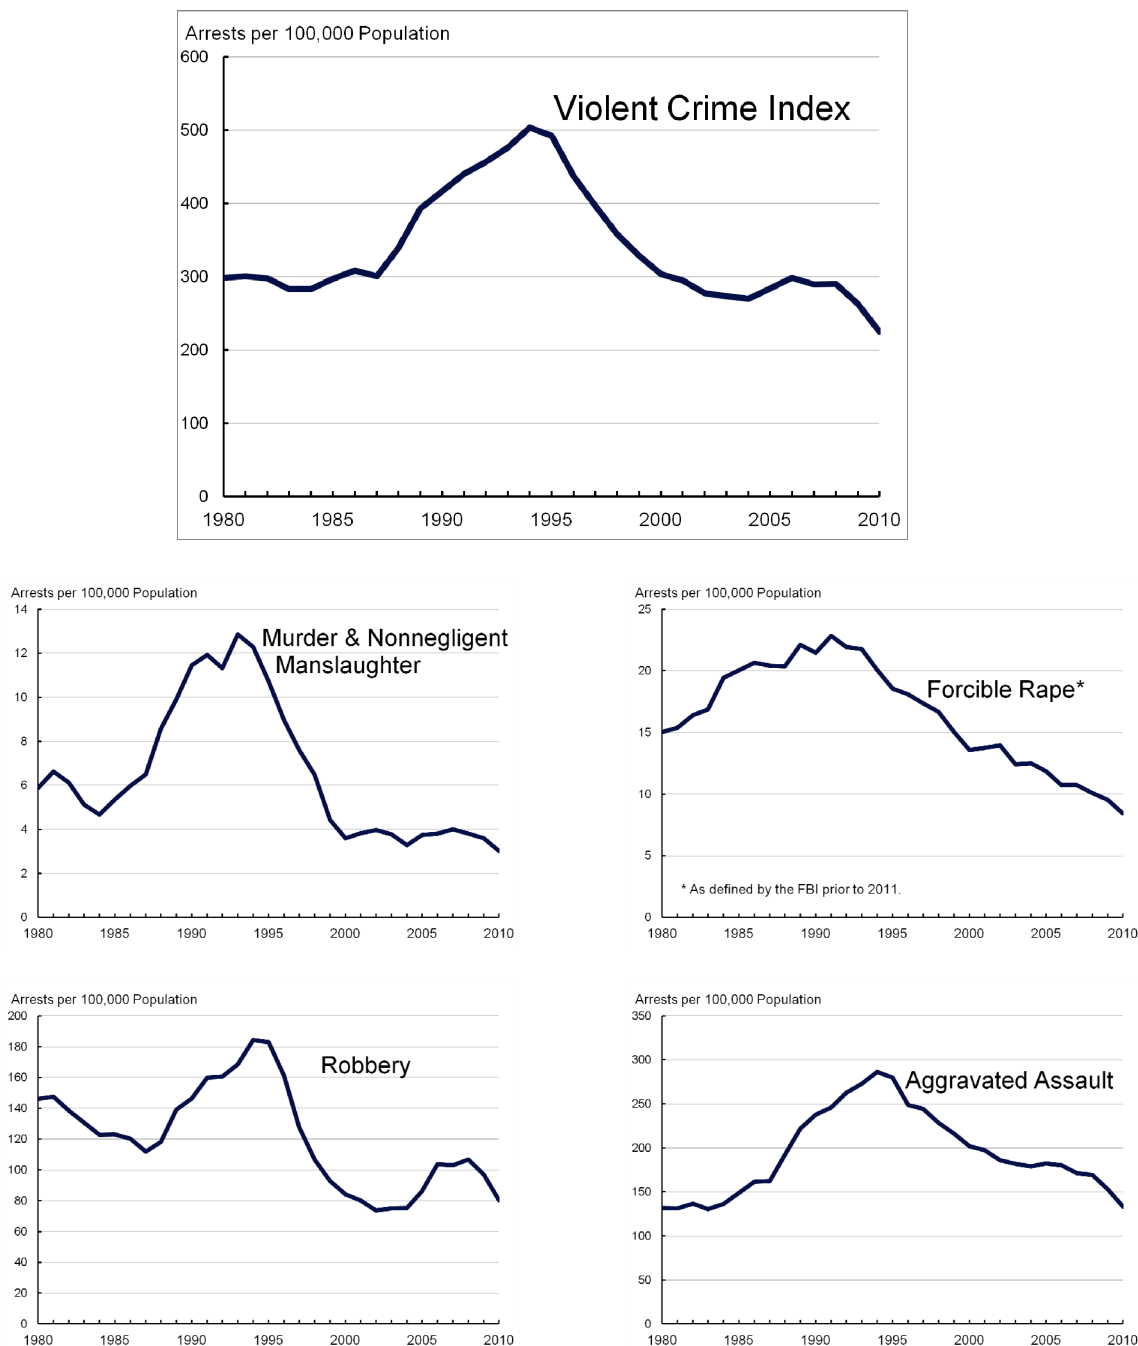 Arrests per 100,000 Population
600
Violent Crime Index
500
400
300
200
100
0
1980 1985 1990 1995 2000 2005 2010
Arrests per 100,000 Population
14
Murder & Nonnegligent
Manslaughter
12
10
8
6
4
2
0
1980 1985 1990 1995 2000 2005 2010
Arrests per 100,000 Population
25
20
Forcible Rape*
15
10
5
* As defined by the FBI prior to 2011.
0
1980 1985 1990 1995 2000 2005 2010
Arrests per 100,000 Population
200
180
Robbery
160
140
120
100
80
60
40
20
0
1980 1985 1990 1995 2000 2005 2010
Arrests per 100,000 Population
350
300
Aggravated Assault
250
200
150
100
50
0
1980 1985 1990 1995 2000 2005 2010